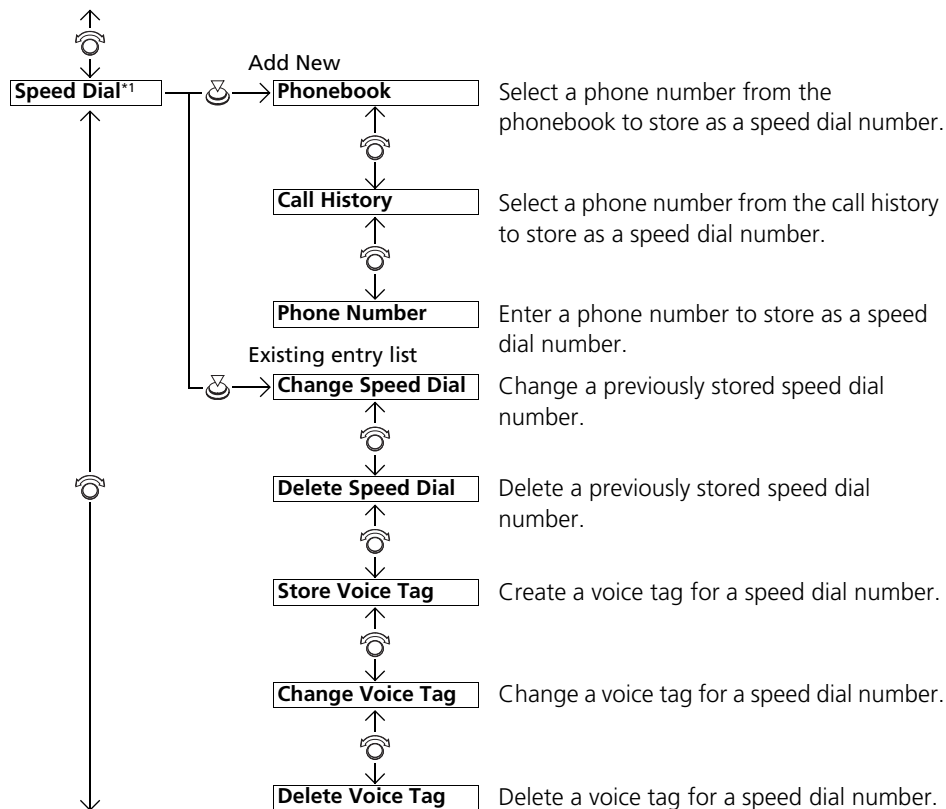 Add New
Speed Dial*1
Phonebook
Select a phone number from the
phonebook to store as a speed dial number.
Call History
Select a phone number from the call history
to store as a speed dial number.
Phone Number
Enter a phone number to store as a speed
dial number.
Existing entry list
Change Speed Dial
Change a previously stored speed dial
number.
Delete Speed Dial
Delete a previously stored speed dial
number.
Store Voice Tag
Create a voice tag for a speed dial number.
Change Voice Tag
Change a voice tag for a speed dial number.
Delete Voice Tag
Delete a voice tag for a speed dial number.